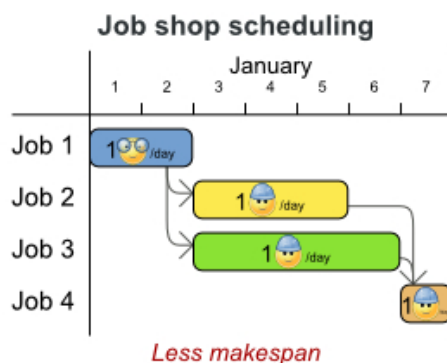 Job shop scheduling
January
1 2 3 4 5 6 7
Job 1 1 /day
Job 2 1 /day
Job 3 1 /day
Job 4 1
Less makespan